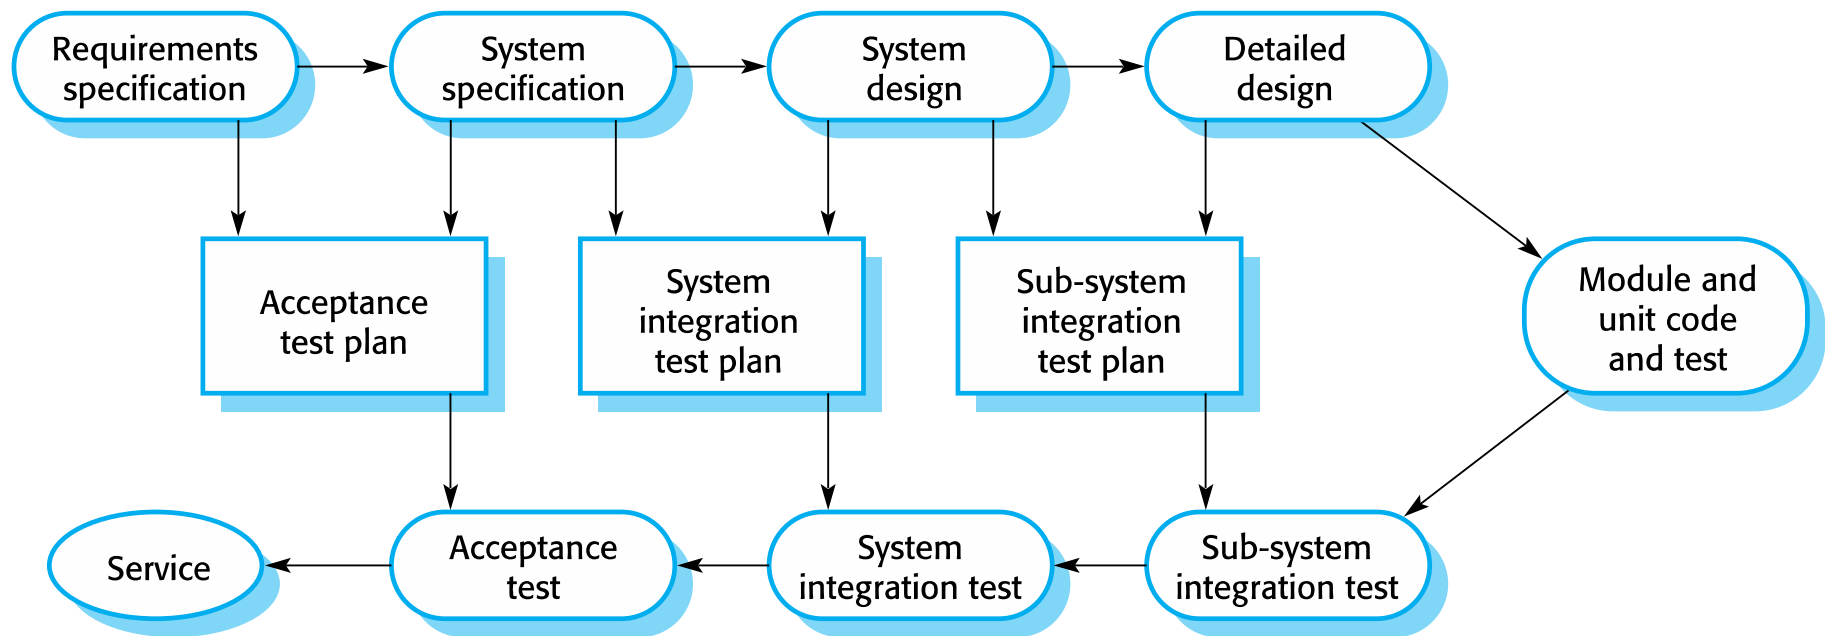 Requirements
specification
System
specification
System
design
Detailed
design
Acceptance
test plan
System
integration
test plan
Sub-system
integration
test plan
Module and
unit code
and test
Service
Acceptance
test
System
integration test
Sub-system
integration test